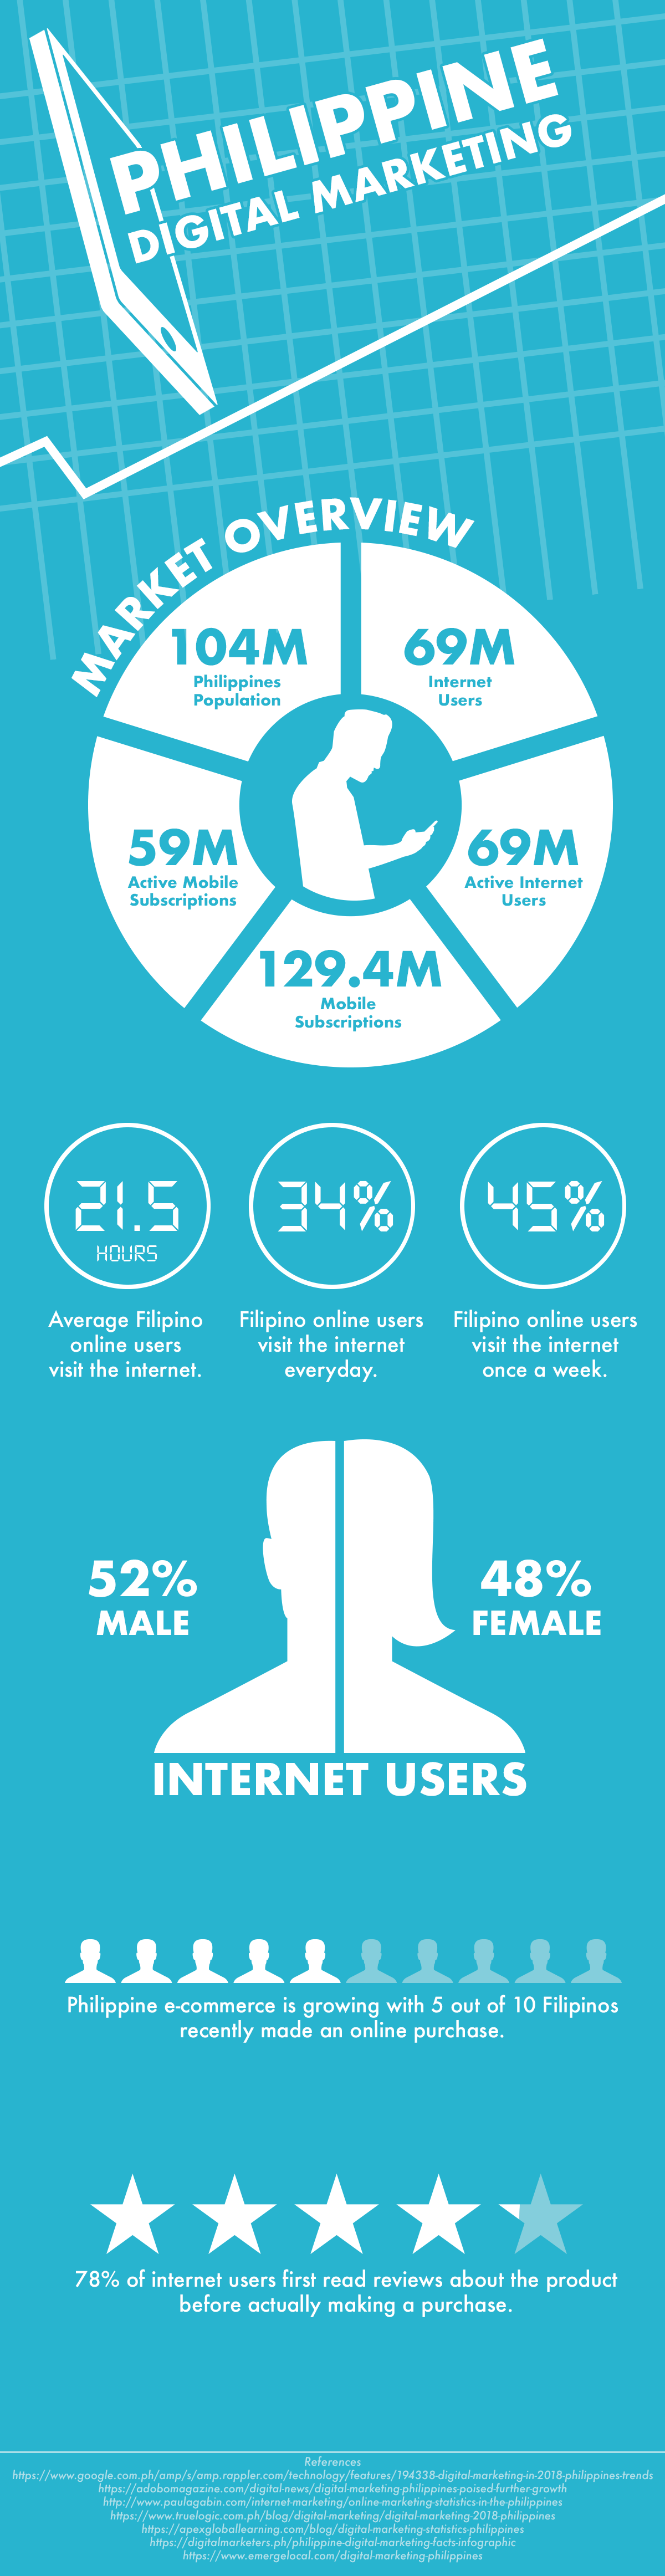 PHILIPPINE
DIGITAL MARKETING
MARKET OVERVIEW
104M
Philippines
Population
69M
Internet
Users
59M
Active Mobile
Subscriptions
69M
Active Internet
Users
129.4M
Mobile
Subscriptions
21.5
HOURS
Average Filipino
online users
visit the internet.
34%
Filipino online users
visit the internet
everyday.
45%
Filipino online users
visit the internet
once a week.
52%
MALE
48%
FEMALE
INTERNET USERS
Philippine e-commerce is growing with 5 out of 10 Filipinos
recently made an online purchase.
78% of internet users first read reviews about the product
before actually making a purchase.
References
https://www.google.com.ph/amp/s/amp.rappler.com/technology/features/194338-digital-marketing-in-2018-philippines-trends
https://adobomagazine.com/digital-news/digital-marketing-philippines-poised-further-growth
http://www.paulagabin.com/internet-marketing/online-marketing-statistics-in-the-philippines
https://www.truelogic.com.ph/blog/digital-marketing/digital-marketing-2018-philippines
https://apexgloballearning.com/blog/digital-marketing-statistics-philippines
https://digitalmarketers.ph/philippine-digital-marketing-facts-infographic
https://www.emergelocal.com/digital-marketing-philippines